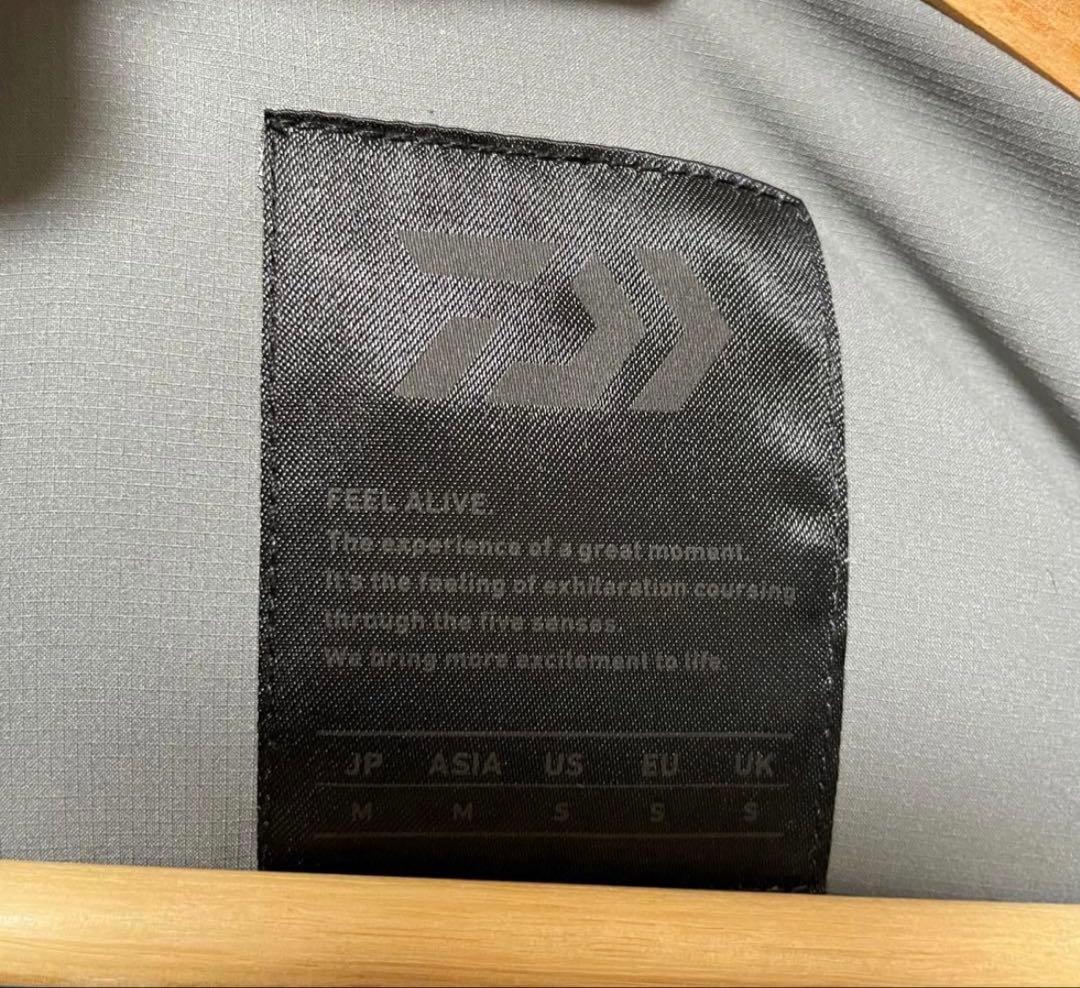 FEEL ALIVE.
The experience of a great moment.
It's the feeling of exhilaration coursing
through the five senses.
We bring more excitement to life.
JP ASIA US EU UK
M M S S S